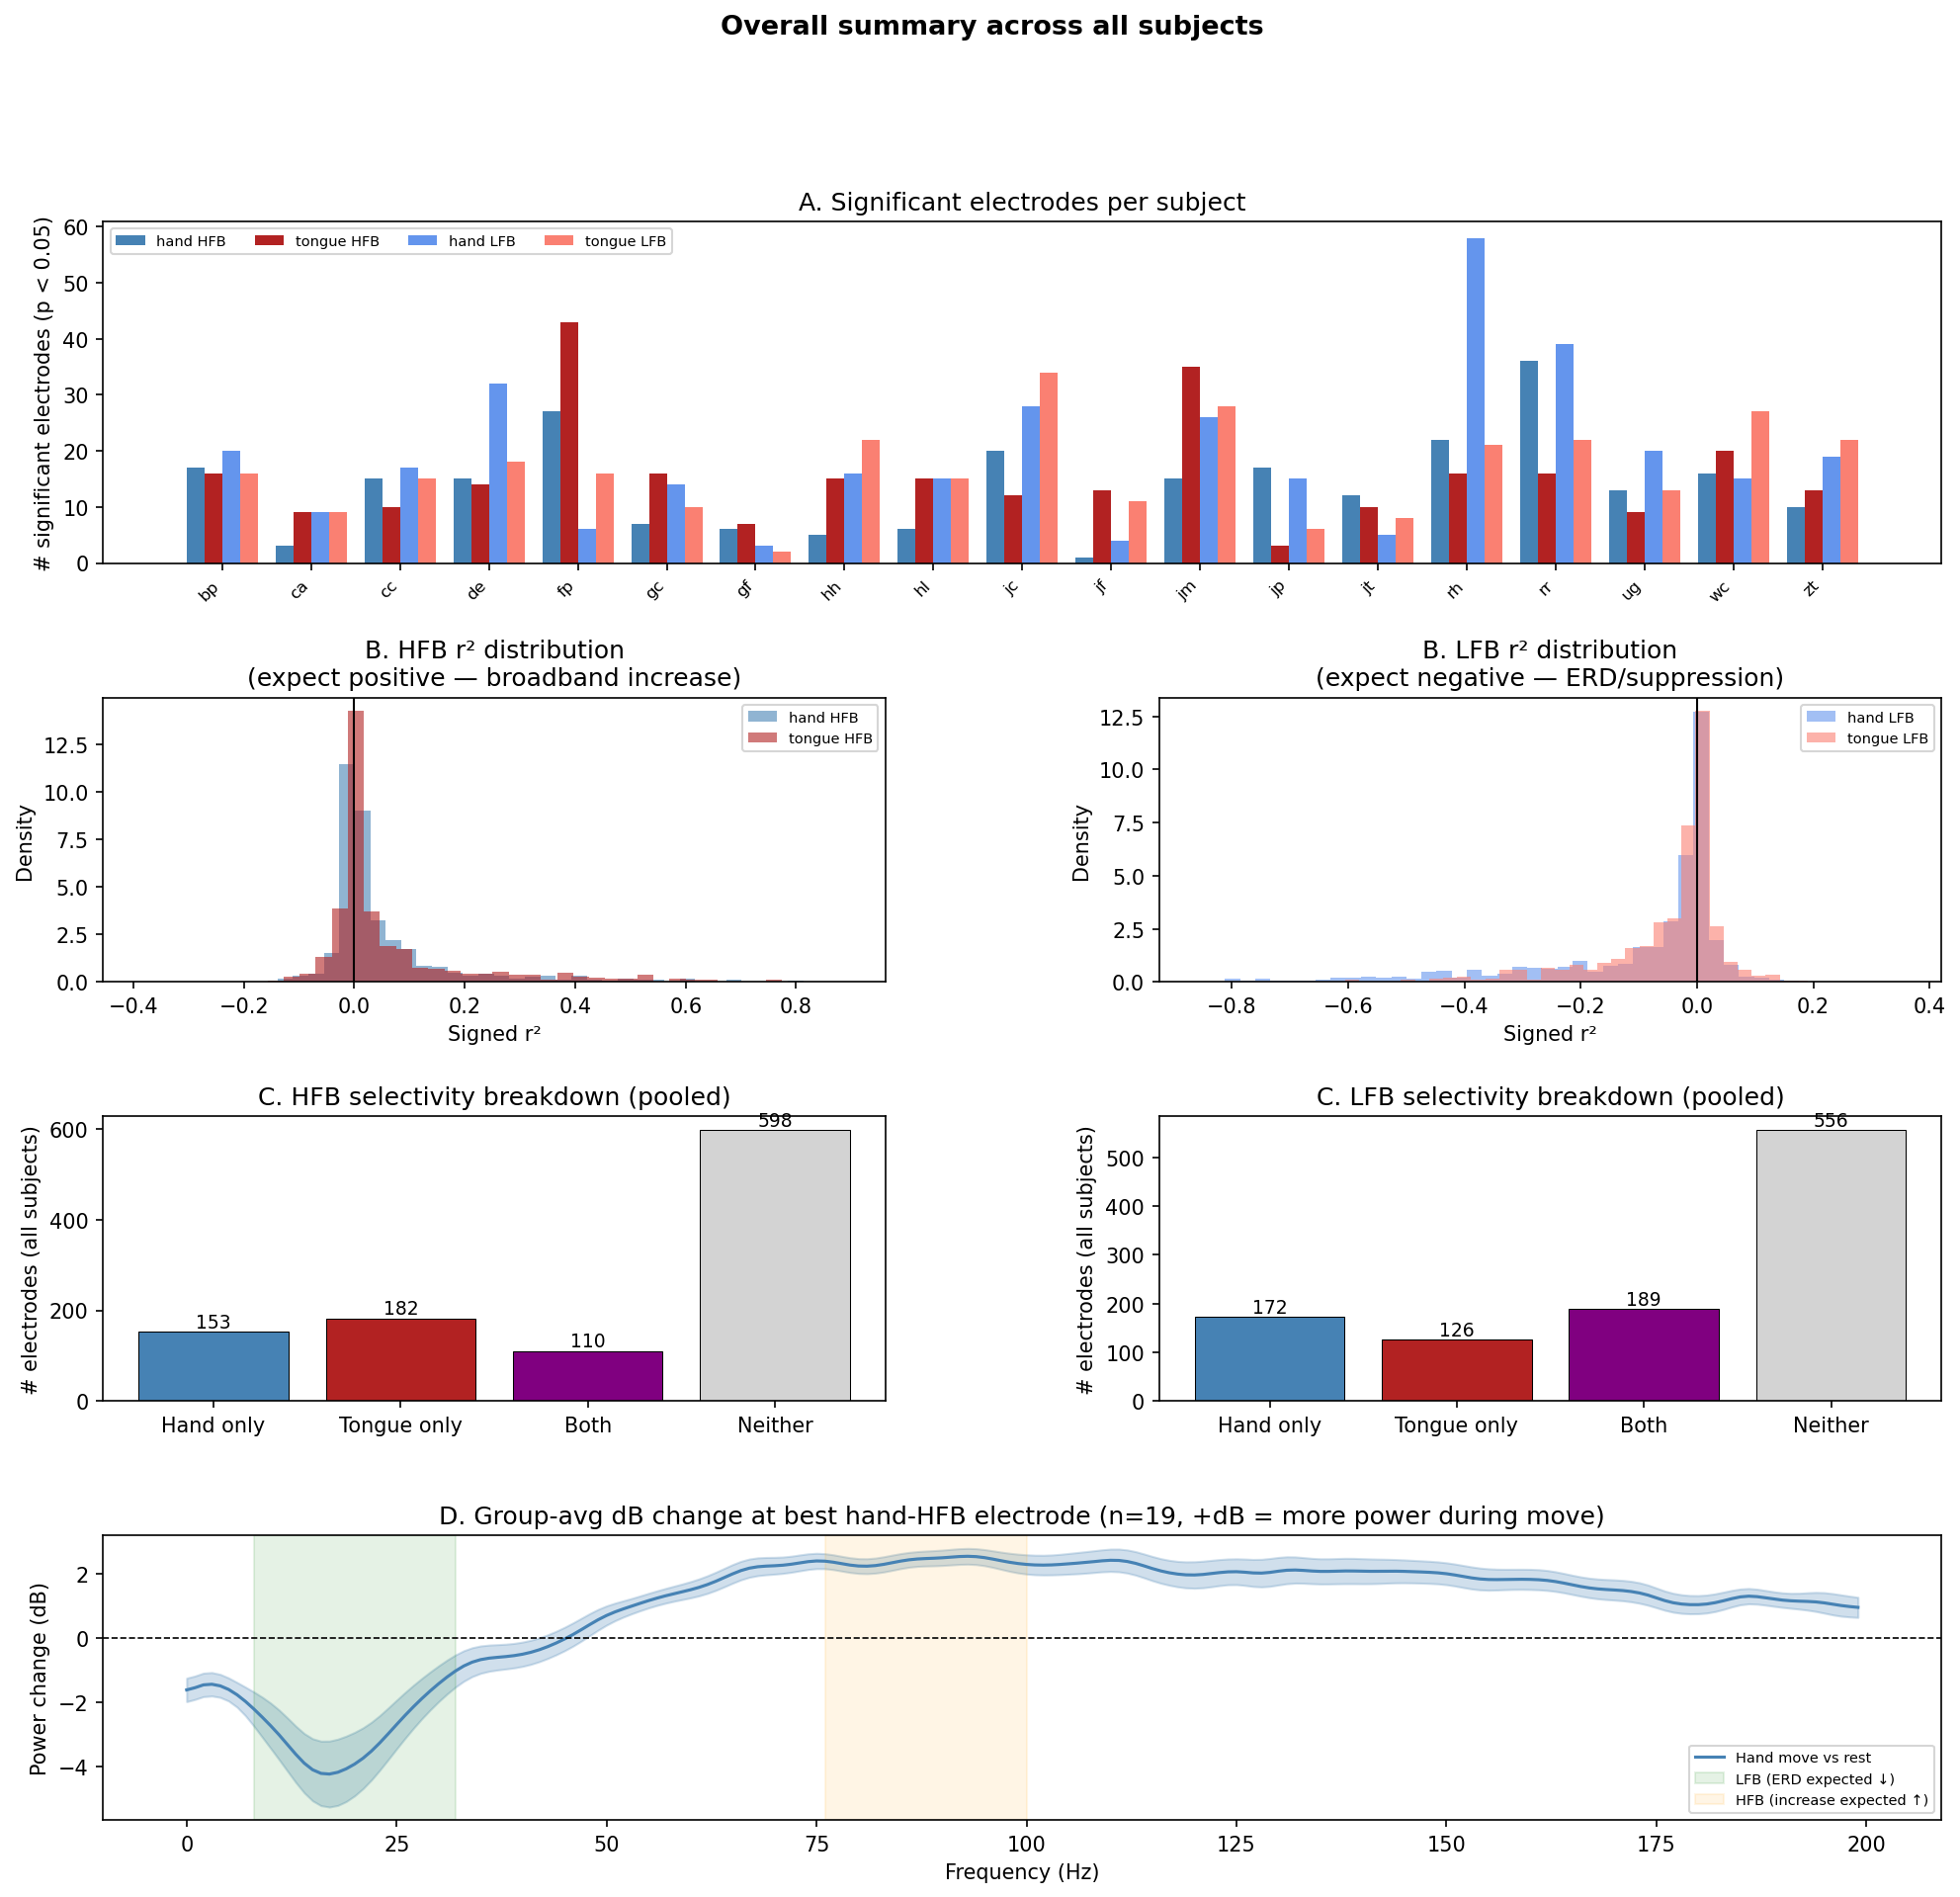 Overall summary across all subjects
A. Significant electrodes per subject
# significant electrodes (p < 0.05)
60
50
40
30
20
10
0
hand HFB
tongue HFB
hand LFB
tongue LFB
bp
ca
cc
de
fp
gc
gf
hh
hl
jc
jf
jm
jp
jt
rh
rr
ug
wc
zt
B. HFB r² distribution
(expect positive — broadband increase)
Density
12.5
10.0
7.5
5.0
2.5
0.0
hand HFB
tongue HFB
−0.4
−0.2
0.0
0.2
0.4
0.6
0.8
Signed r²
B. LFB r² distribution
(expect negative — ERD/suppression)
Density
12.5
10.0
7.5
5.0
2.5
0.0
hand LFB
tongue LFB
−0.8
−0.6
−0.4
−0.2
0.0
0.2
0.4
Signed r²
C. HFB selectivity breakdown (pooled)
# electrodes (all subjects)
600
400
200
0
153
182
110
598
Hand only
Tongue only
Both
Neither
C. LFB selectivity breakdown (pooled)
# electrodes (all subjects)
500
400
300
200
100
0
172
126
189
556
Hand only
Tongue only
Both
Neither
D. Group-avg dB change at best hand-HFB electrode (n=19, +dB = more power during move)
Power change (dB)
2
0
−2
−4
Hand move vs rest
LFB (ERD expected ↓)
HFB (increase expected ↑)
0
25
50
75
100
125
150
175
200
Frequency (Hz)